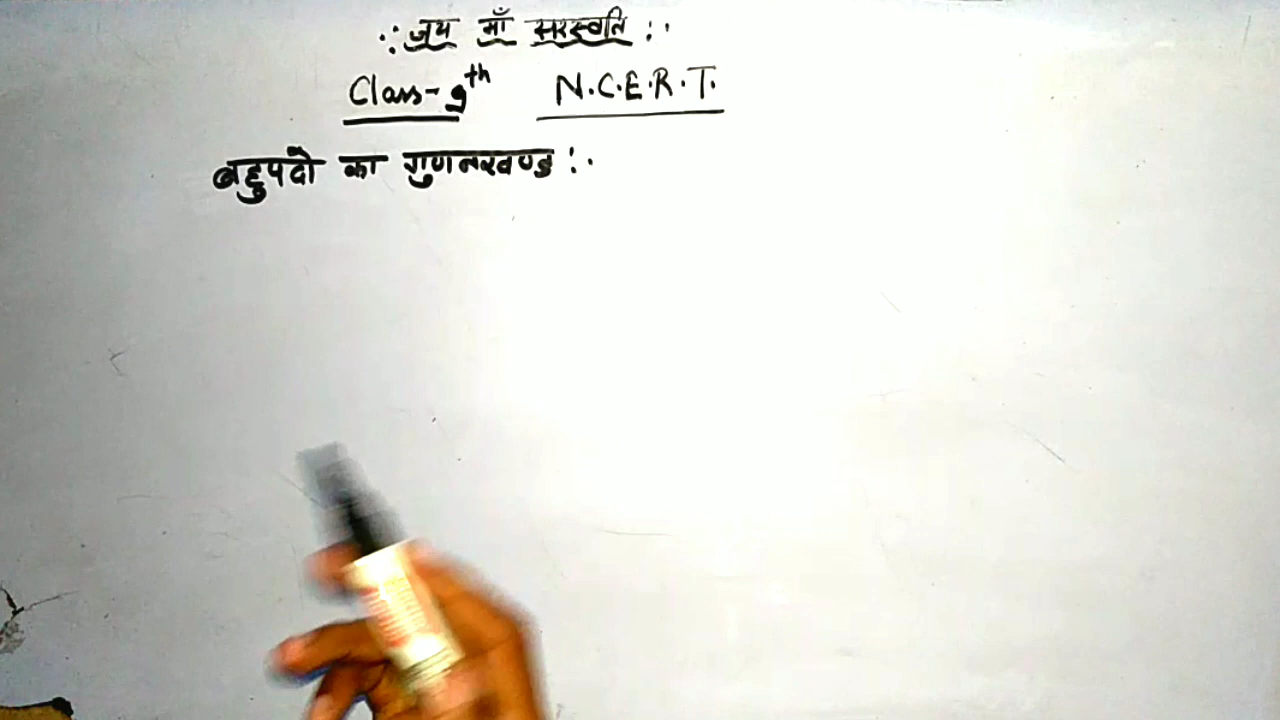 ∴ जय माँ सरस्वति :·
Class-9th N.C.E.R.T.
बहुपदो का गुणनखण्ड :·